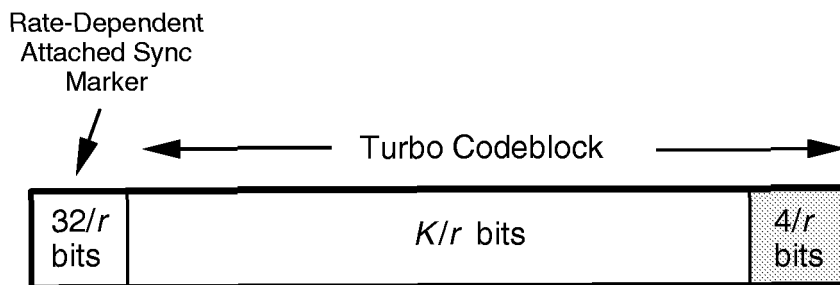 Rate-Dependent
Attached Sync
Marker
Turbo Codeblock
32/r
bits
K/r bits
4/r
bits